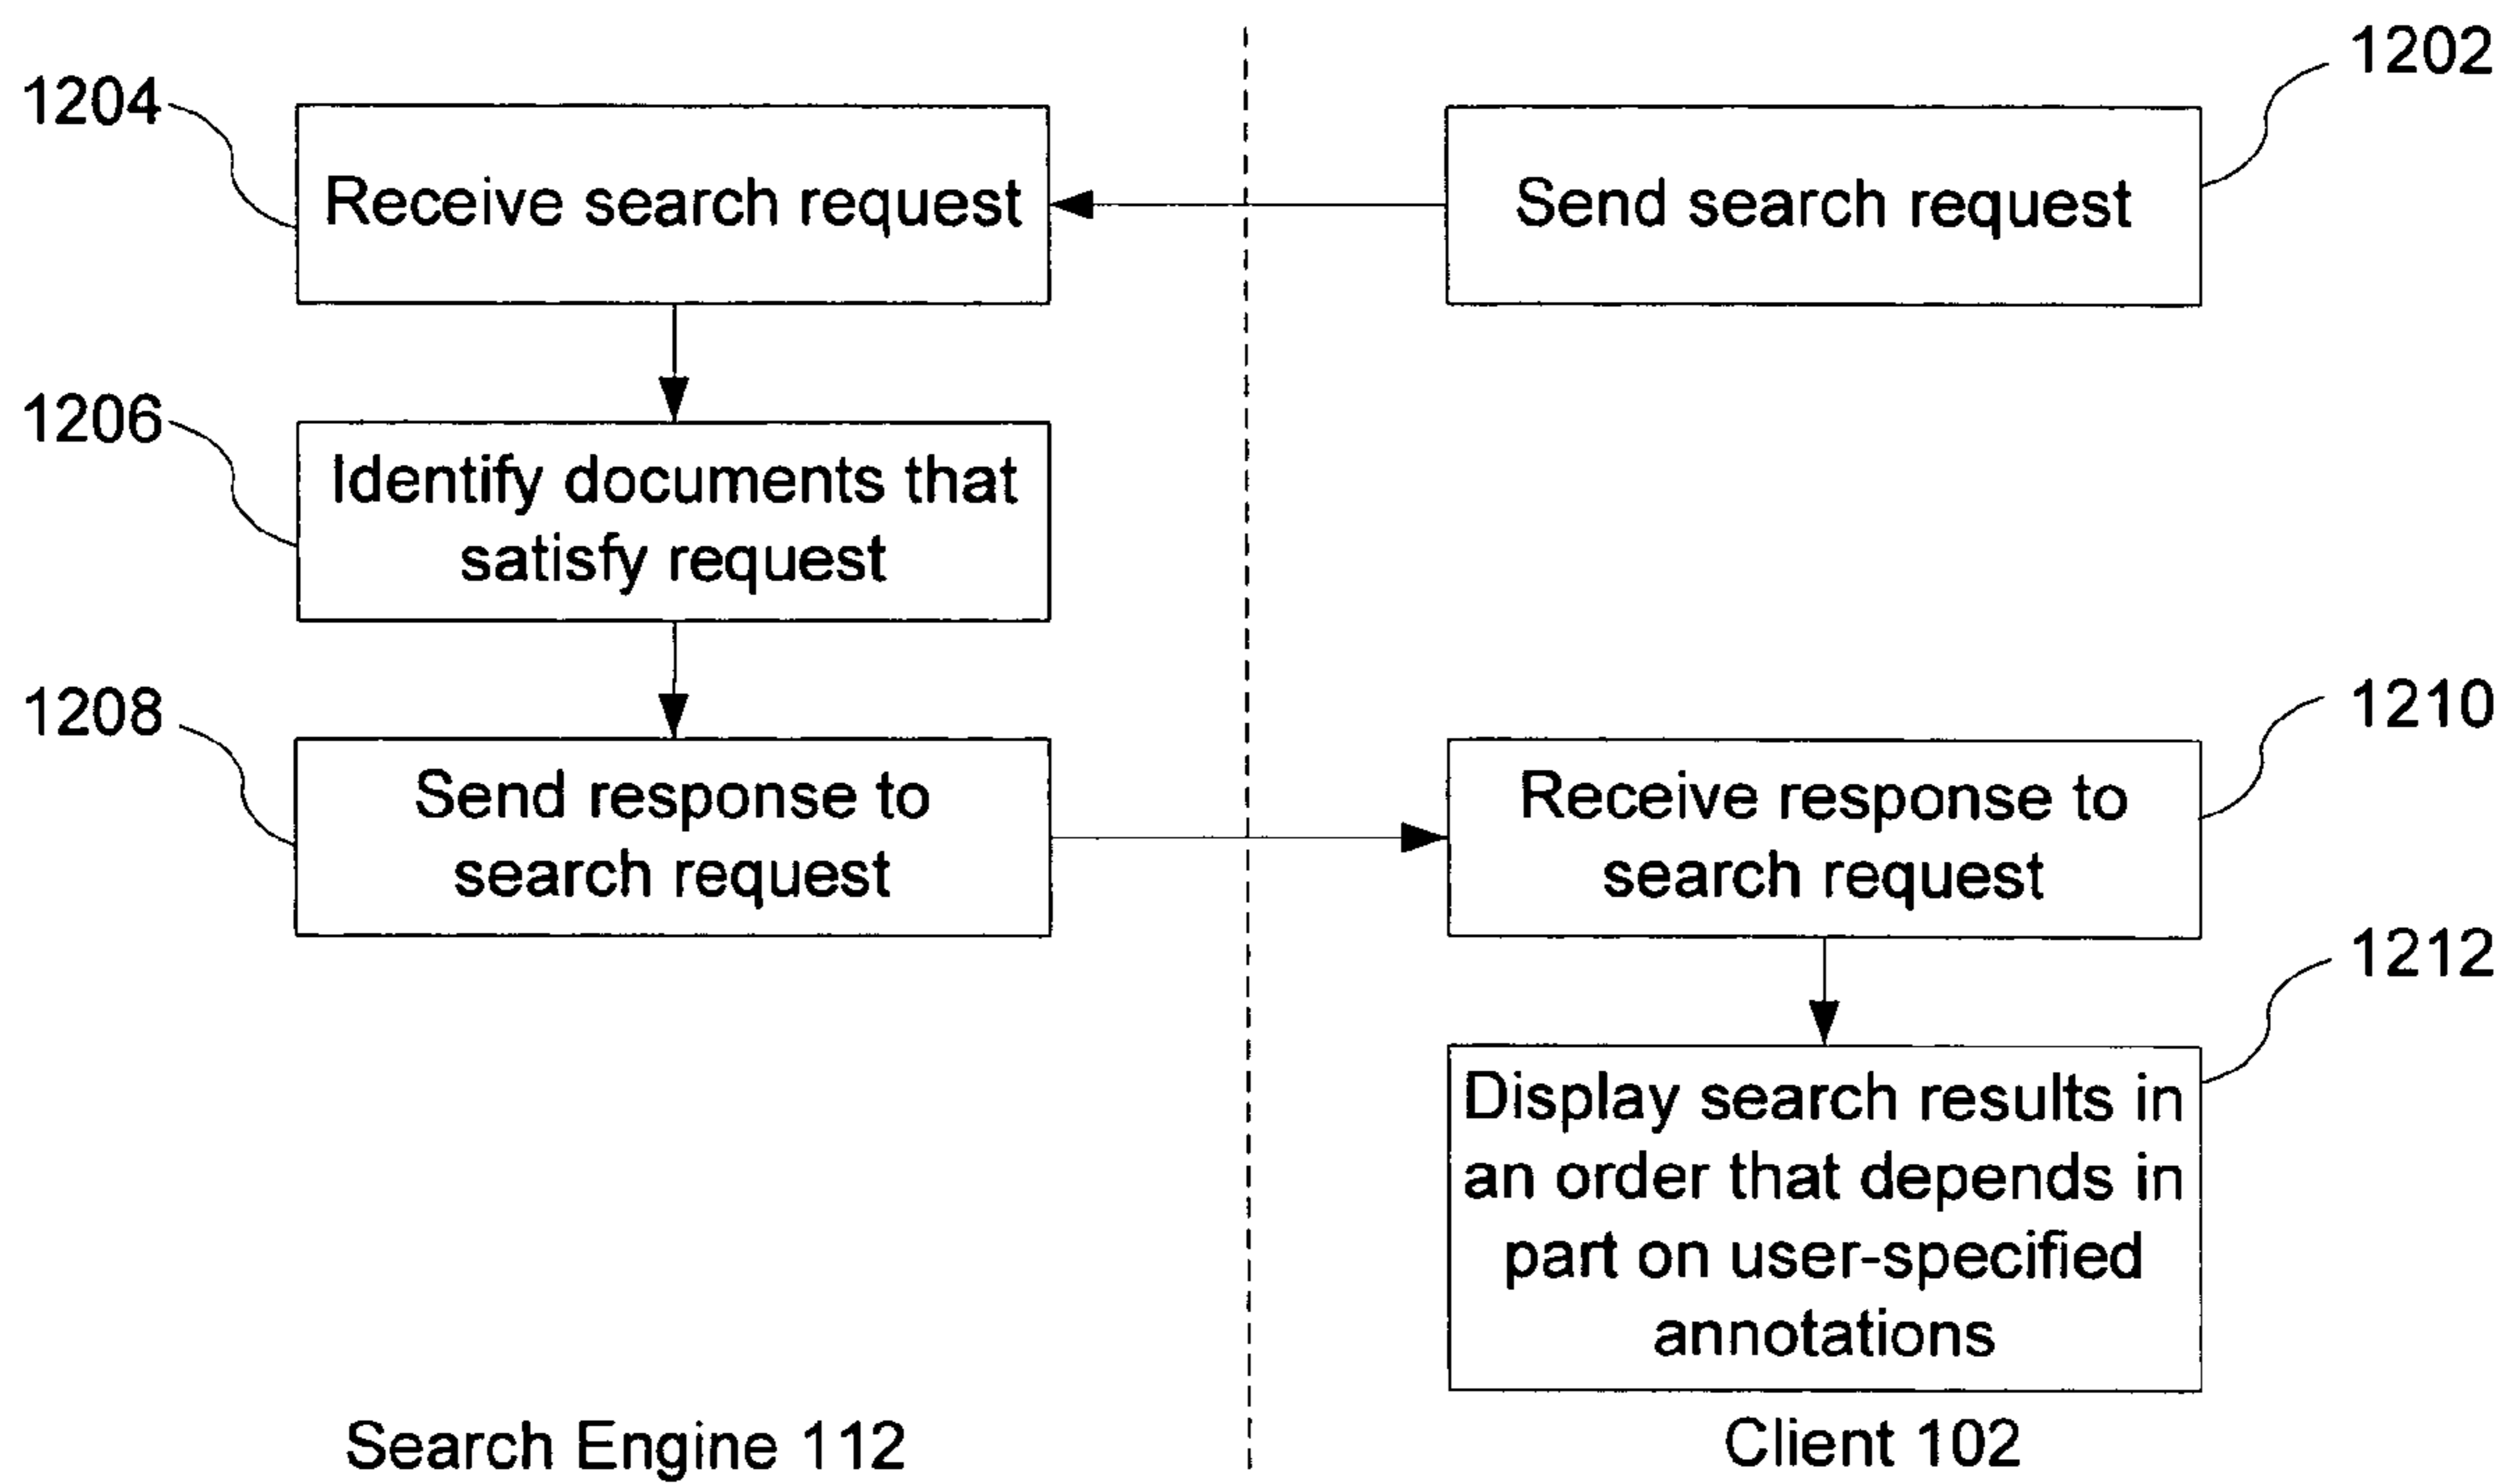 1202
1204
Receive search request
Send search request
1206
Identify documents that
satisfy request
1208
Send response to
search request
1210
Receive response to
search request
1212
Display search results in
an order that depends in
part on user-specified
annotations
Search Engine 112
Client 102